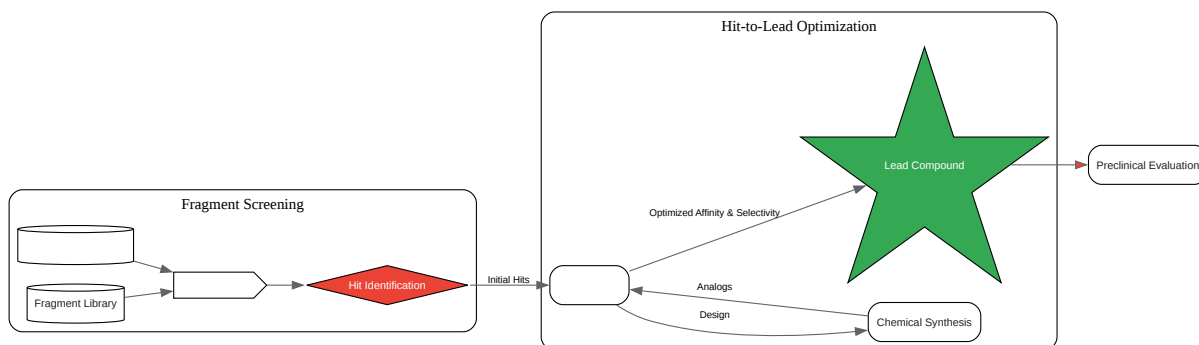 Hit-to-Lead Optimization
Fragment Screening
Fragment Library
Hit Identification
Initial Hits
Optimized Affinity & Selectivity
Analogs
Design
Lead Compound
Chemical Synthesis
Preclinical Evaluation